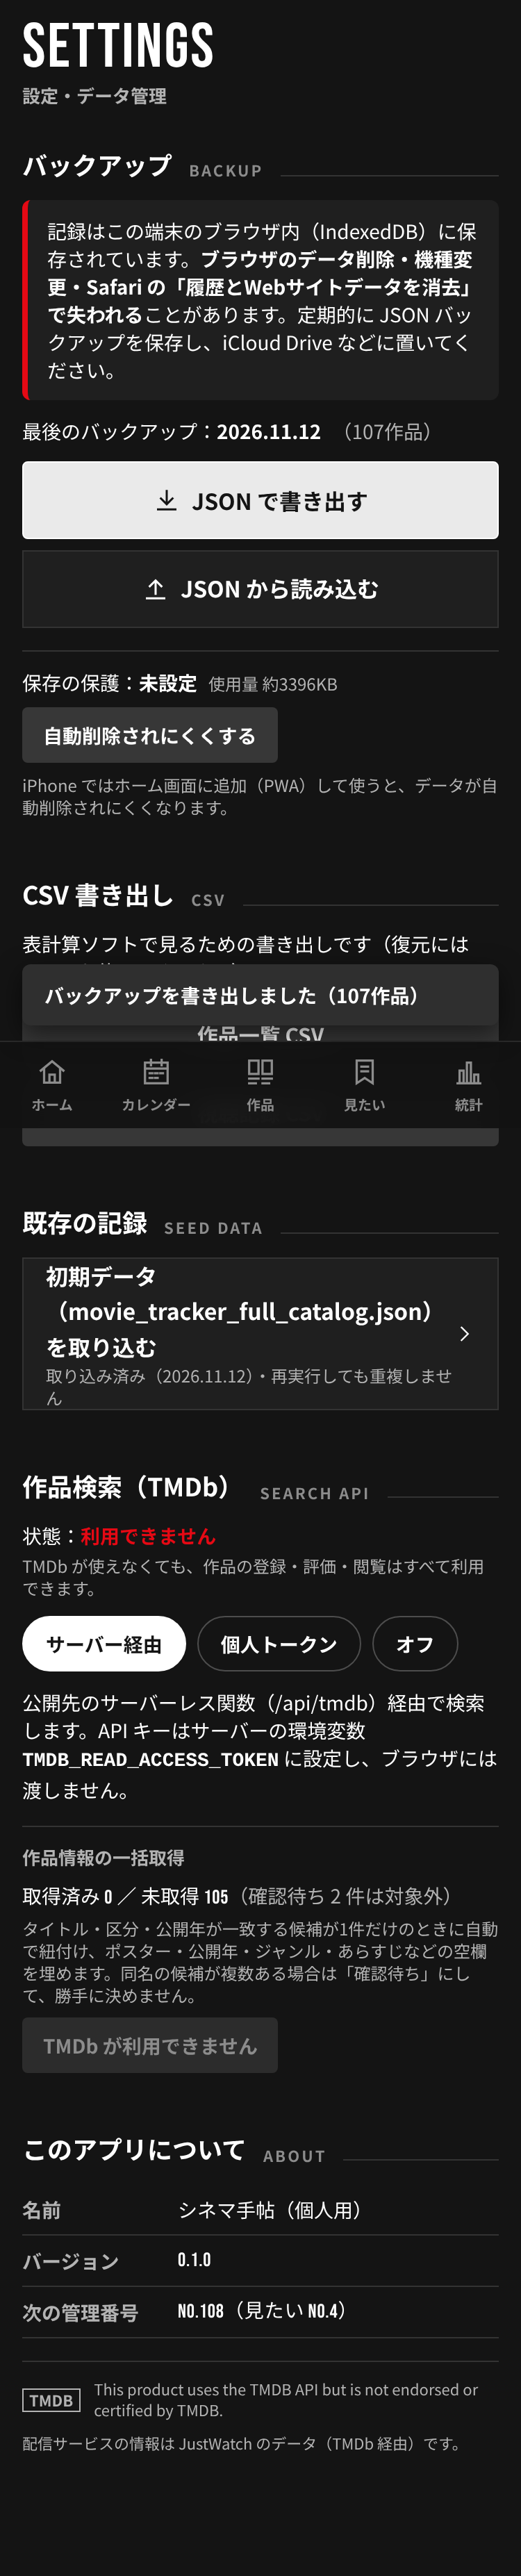 SETTINGS
設定・データ管理
バックアップ BACKUP
記録はこの端末のブラウザ内（IndexedDB）に保
存されています。ブラウザのデータ削除・機種変
更・Safari の「履歴とWebサイトデータを消去」
で失われることがあります。定期的に JSON バッ
クアップを保存し、iCloud Drive などに置いてく
ださい。
最後のバックアップ：2026.11.12 （107作品）
JSON で書き出す
JSON から読み込む
保存の保護：未設定 使用量 約3396KB
自動削除されにくくする
iPhone ではホーム画面に追加（PWA）して使うと、データが自
動削除されにくくなります。
CSV 書き出し CSV
表計算ソフトで見るための書き出しです（復元には
バックアップを書き出しました（107作品）
作品一覧 CSV
ホーム カレンダー 作品 見たい 統計
既存の記録 SEED DATA
初期データ
（movie_tracker_full_catalog.json）
を取り込む
取り込み済み（2026.11.12）・再実行しても重複しませ
ん
作品検索（TMDb） SEARCH API
状態：利用できません
TMDb が使えなくても、作品の登録・評価・閲覧はすべて利用
できます。
サーバー経由 個人トークン オフ
公開先のサーバーレス関数（/api/tmdb）経由で検索
します。API キーはサーバーの環境変数
TMDB_READ_ACCESS_TOKEN に設定し、ブラウザには
渡しません。
作品情報の一括取得
取得済み 0 ／ 未取得 105（確認待ち 2 件は対象外）
タイトル・区分・公開年が一致する候補が1件だけのときに自動
で紐付け、ポスター・公開年・ジャンル・あらすじなどの空欄
を埋めます。同名の候補が複数ある場合は「確認待ち」にし
て、勝手に決めません。
TMDb が利用できません
このアプリについて ABOUT
名前 シネマ手帖（個人用）
バージョン 0.1.0
次の管理番号 NO.108（見たい NO.4）
TMDB This product uses the TMDB API but is not endorsed or
certified by TMDB.
配信サービスの情報は JustWatch のデータ（TMDb 経由）です。